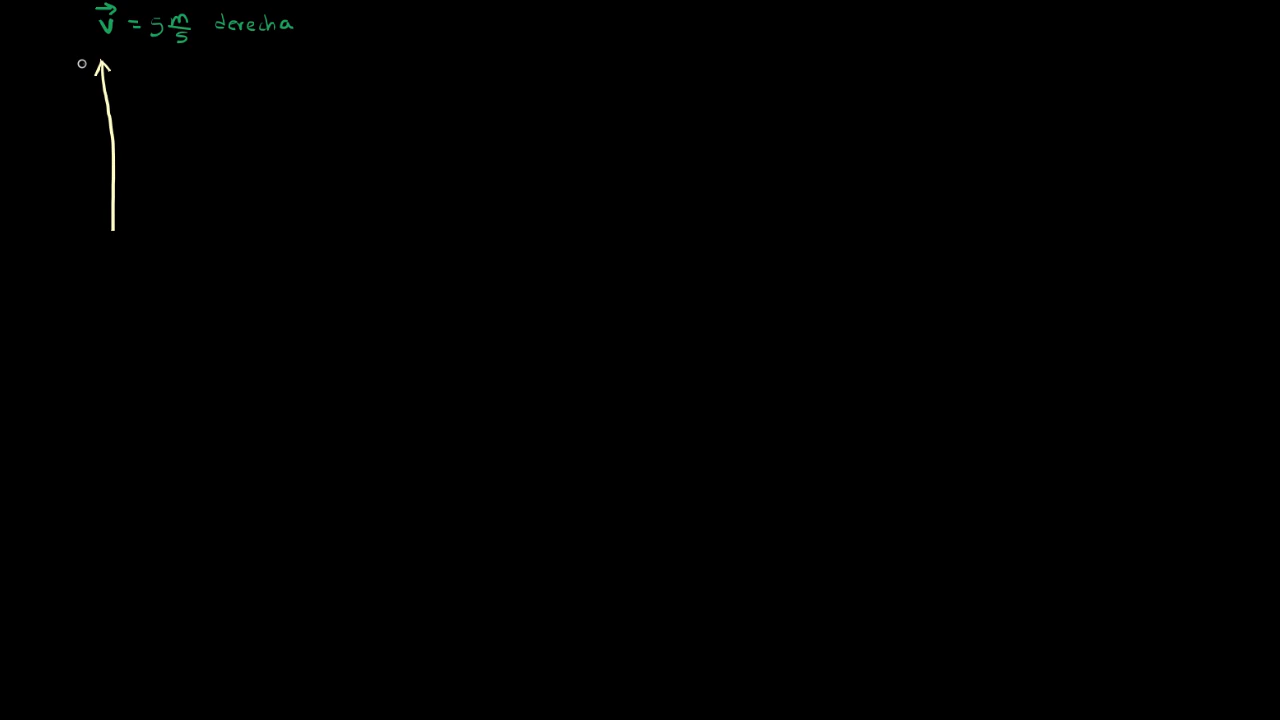 v⃗ = 5 m/s derecha